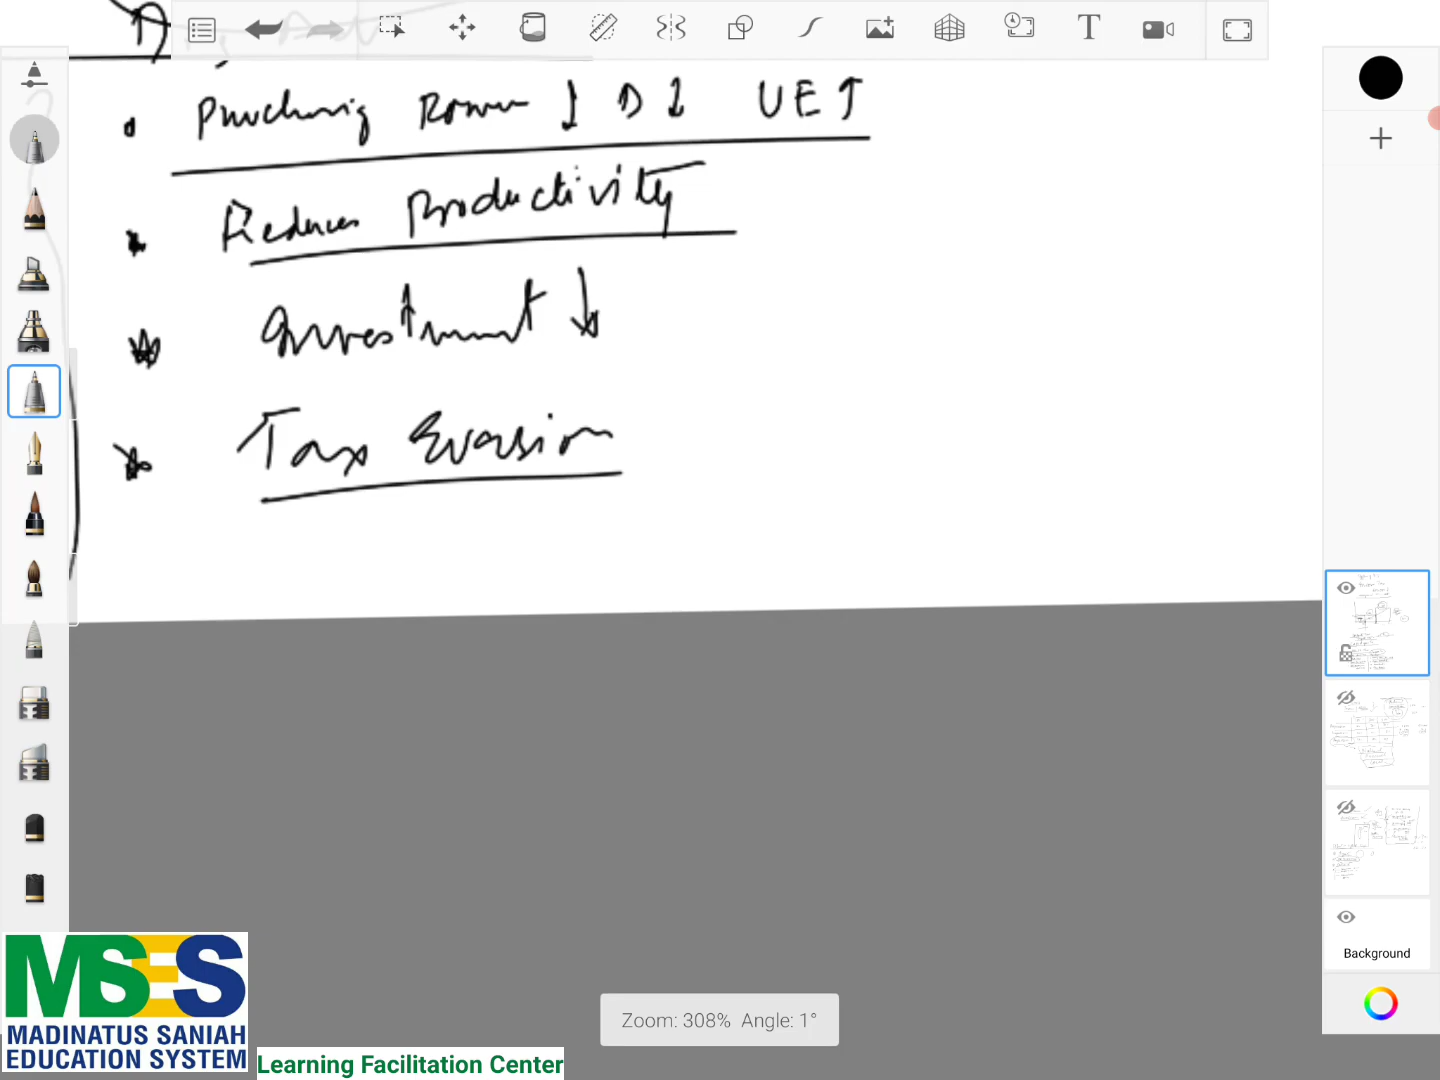 Purchasing Power ↓ D ↓ UE ↑
Reduces Productivity
Investment ↓
Tax Evasion
T
Background
Zoom: 308% Angle: 1°
MSES
MADINATUS SANIAH
EDUCATION SYSTEM
Learning Facilitation Center